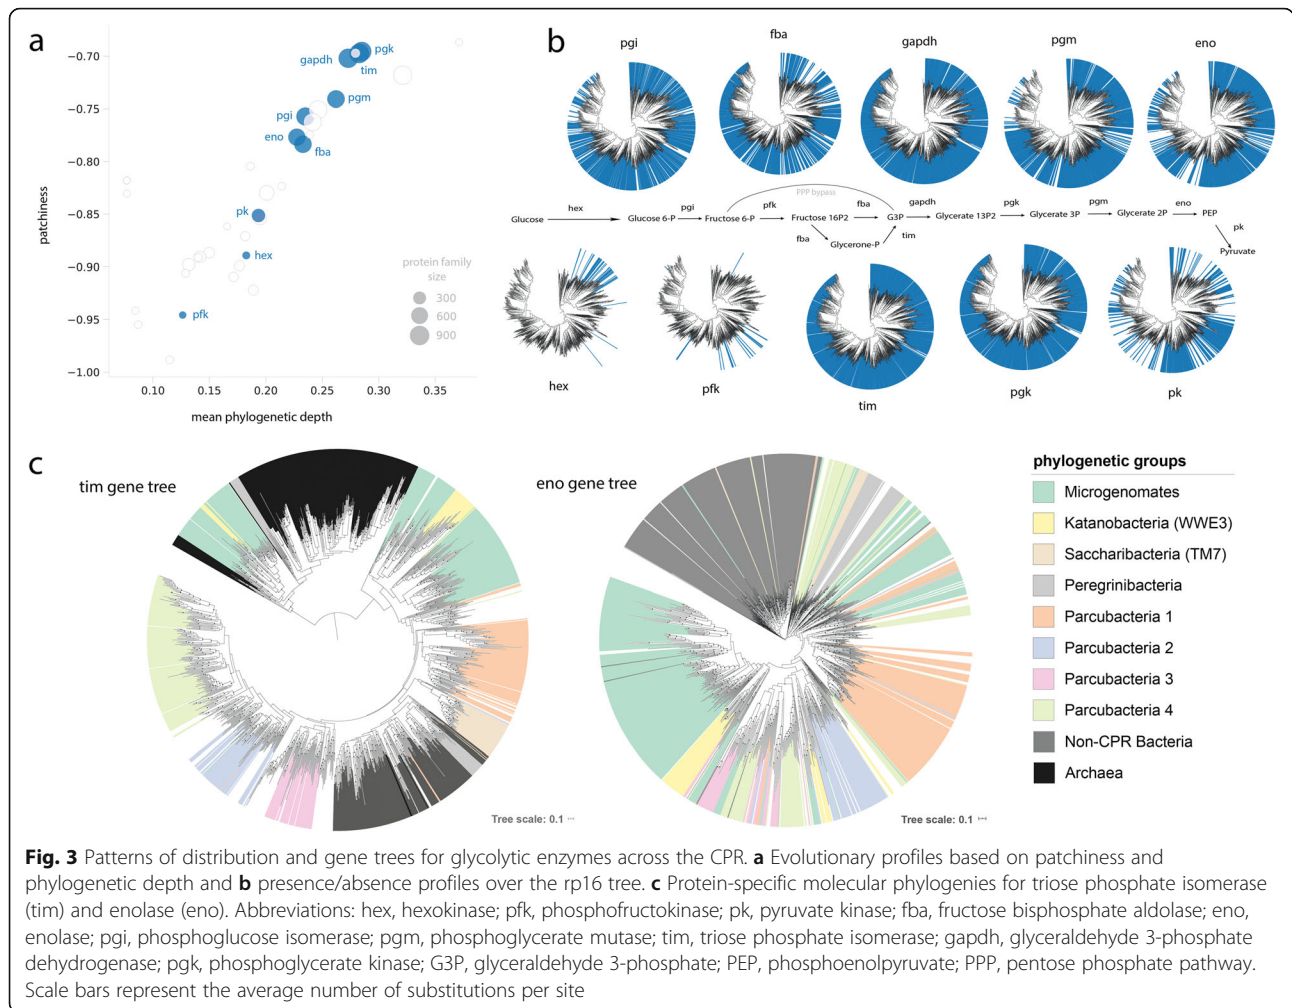 a
patchiness
−0.70
−0.75
−0.80
−0.85
−0.90
−0.95
−1.00
0.10
0.15
0.20
0.25
0.30
0.35
mean phylogenetic depth
gapdh
pgk
tim
pgm
pgi
eno
fba
pk
hex
pfk
protein family
size
300
600
900
b
pgi
fba
gapdh
pgm
eno
PPP bypass
Glucose
hex
Glucose 6-P
pgi
Fructose 6-P
pfk
Fructose 16P2
fba
G3P
gapdh
Glycerate 13P2
pgk
Glycerate 3P
pgm
Glycerate 2P
eno
PEP
fba
Glycerone-P
tim
pk
Pyruvate
hex
pfk
tim
pgk
pk
c
tim gene tree
Tree scale: 0.1
eno gene tree
Tree scale: 0.1
phylogenetic groups
Microgenomates
Katanobacteria (WWE3)
Saccharibacteria (TM7)
Peregrinibacteria
Parcubacteria 1
Parcubacteria 2
Parcubacteria 3
Parcubacteria 4
Non-CPR Bacteria
Archaea
Fig. 3 Patterns of distribution and gene trees for glycolytic enzymes across the CPR. a Evolutionary profiles based on patchiness and
phylogenetic depth and b presence/absence profiles over the rp16 tree. c Protein-specific molecular phylogenies for triose phosphate isomerase
(tim) and enolase (eno). Abbreviations: hex, hexokinase; pfk, phosphofructokinase; pk, pyruvate kinase; fba, fructose bisphosphate aldolase; eno,
enolase; pgi, phosphoglucose isomerase; pgm, phosphoglycerate mutase; tim, triose phosphate isomerase; gapdh, glyceraldehyde 3-phosphate
dehydrogenase; pgk, phosphoglycerate kinase; G3P, glyceraldehyde 3-phosphate; PEP, phosphoenolpyruvate; PPP, pentose phosphate pathway.
Scale bars represent the average number of substitutions per site